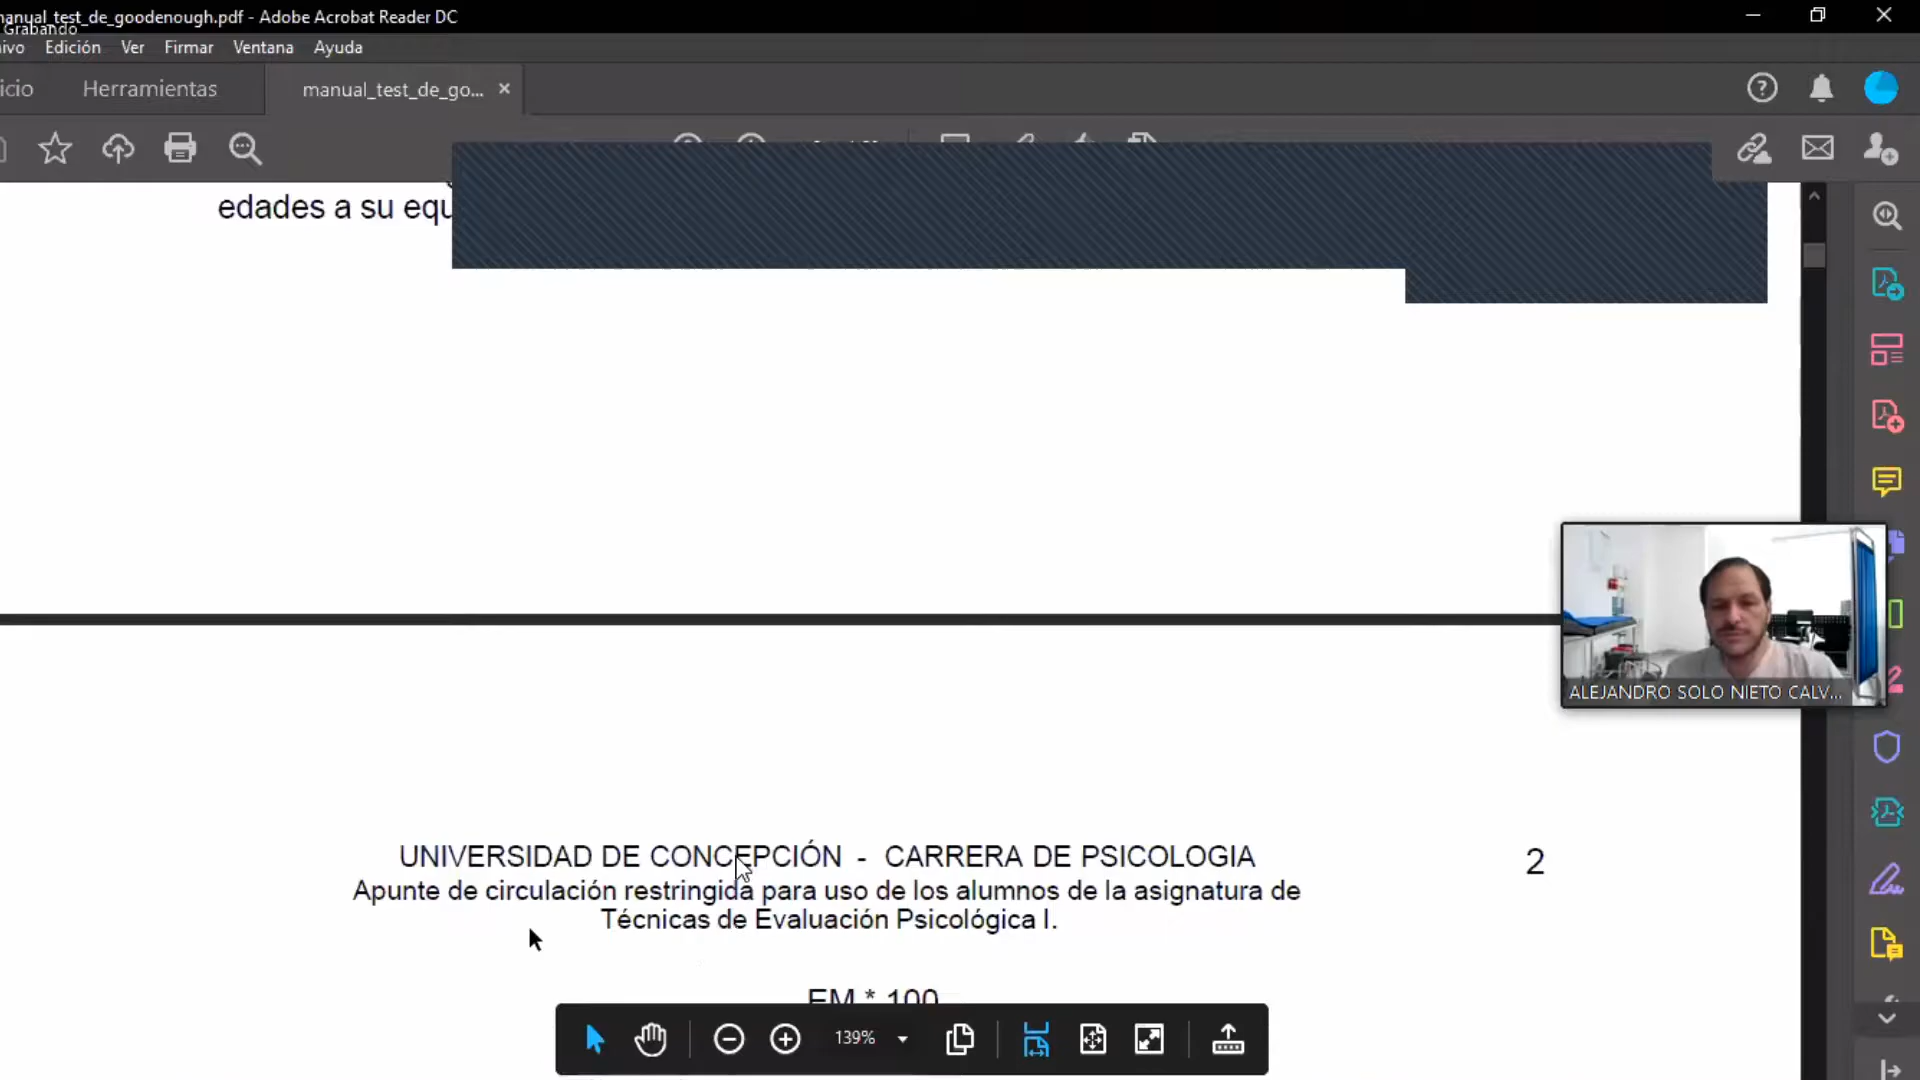 manual_test_de_goodenough.pdf - Adobe Acrobat Reader DC
Grabando
ivo Edición Ver Firmar Ventana Ayuda
icio Herramientas manual_test_de_go...
edades a su equ
ALEJANDRO SOLO NIETO CALV...
UNIVERSIDAD DE CONCEPCIÓN - CARRERA DE PSICOLOGIA 2
Apunte de circulación restringida para uso de los alumnos de la asignatura de
Técnicas de Evaluación Psicológica I.
EM * 100
139%